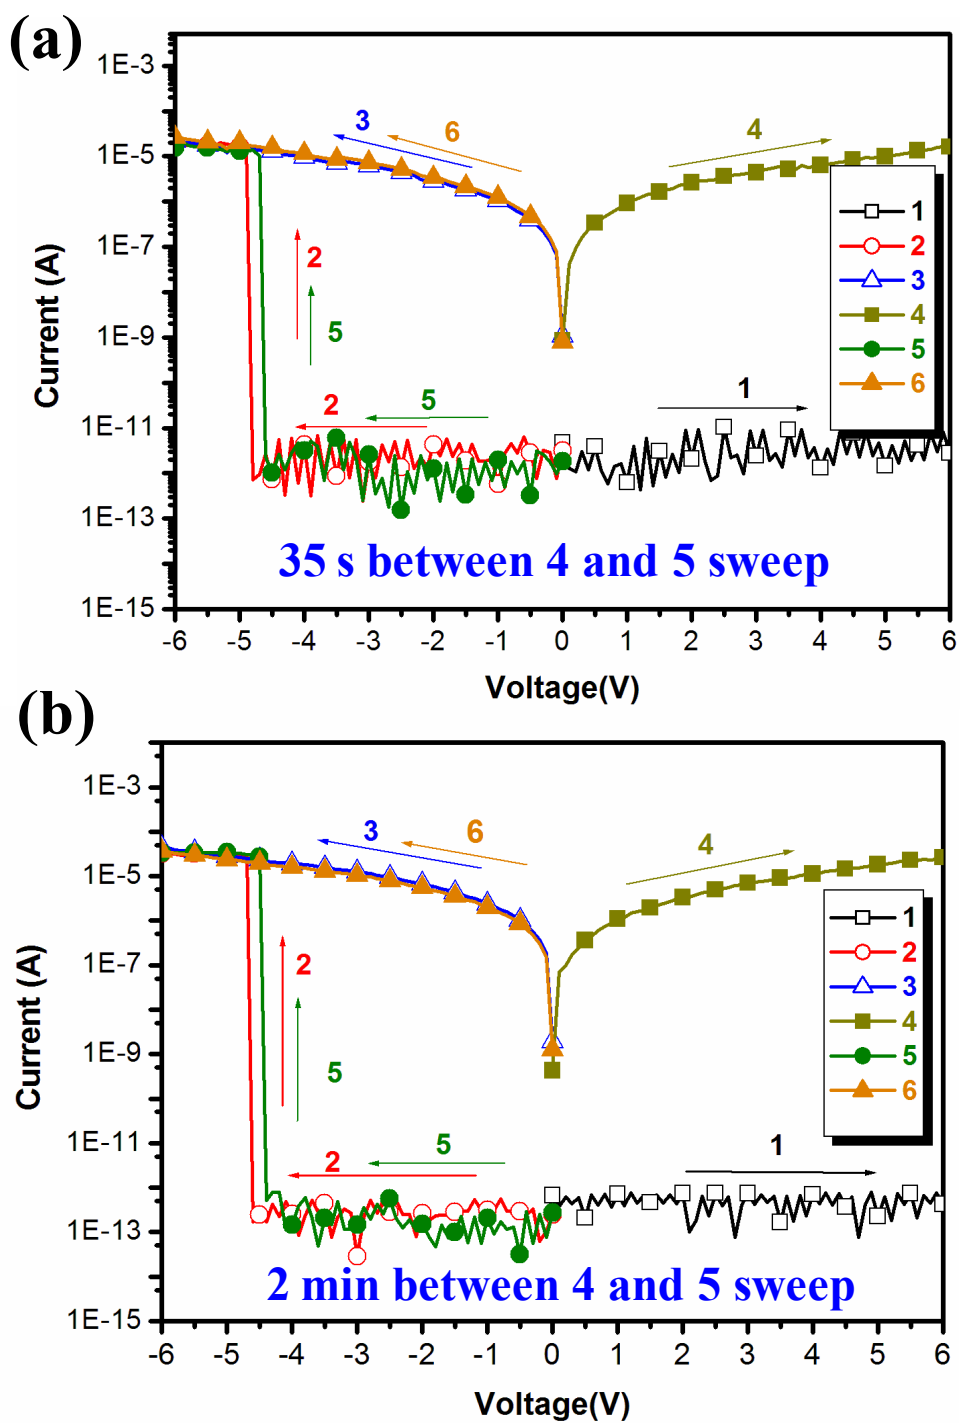 (a)
1E-3
1E-5
1E-7
1E-9
1E-11
1E-13
1E-15
Current (A)
3
6
4
2
5
2
5
1
1
2
3
4
5
6
35 s between 4 and 5 sweep
-6 -5 -4 -3 -2 -1 0 1 2 3 4 5 6
Voltage(V)
(b)
1E-3
1E-5
1E-7
1E-9
1E-11
1E-13
1E-15
Current (A)
3
6
4
2
5
2
5
1
1
2
3
4
5
6
2 min between 4 and 5 sweep
-6 -5 -4 -3 -2 -1 0 1 2 3 4 5 6
Voltage(V)